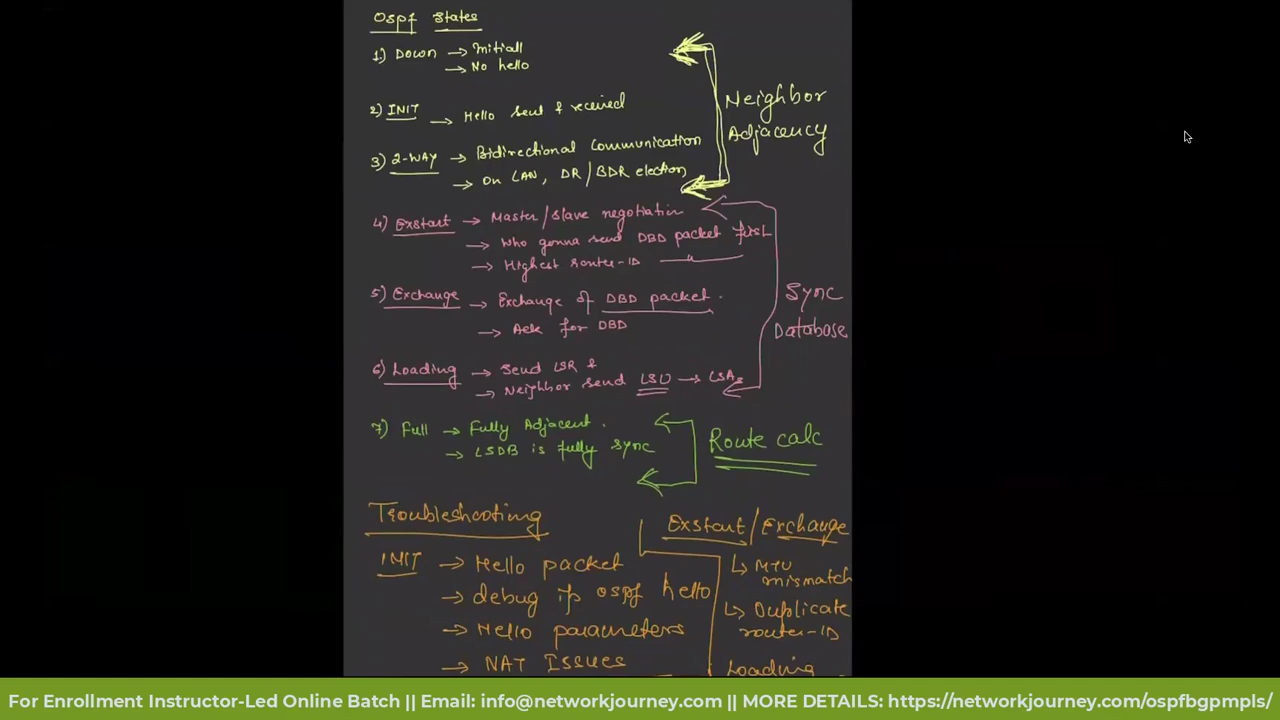 Ospf States
1.) Down → Initiall
→ No hello
2) INIT → Hello sent & received
3) 2-WAY → Bidirectional Communication
→ On LAN, DR/BDR election
Neighbor
Adjacency
4) Exstart → Master/slave negotiation
→ Who gonna send DBD packet first
→ Highest router-ID — " —
5) Exchange → Exchange of DBD packet.
→ Ack for DBD
6) Loading → Send LSR &
→ Neighbor send LSU → LSAs
Sync
Database
7) Full → Fully Adjacent.
→ LSDB is fully sync
Route calc
Troubleshooting
INIT → Hello packet
→ debug ip ospf hello
→ Hello parameters
→ NAT Issues
Exstart/Exchange
↳ MTU
mismatch
↳ Duplicate
router-ID
Loading
For Enrollment Instructor-Led Online Batch || Email: info@networkjourney.com || MORE DETAILS: https://networkjourney.com/ospfbgpmpls/